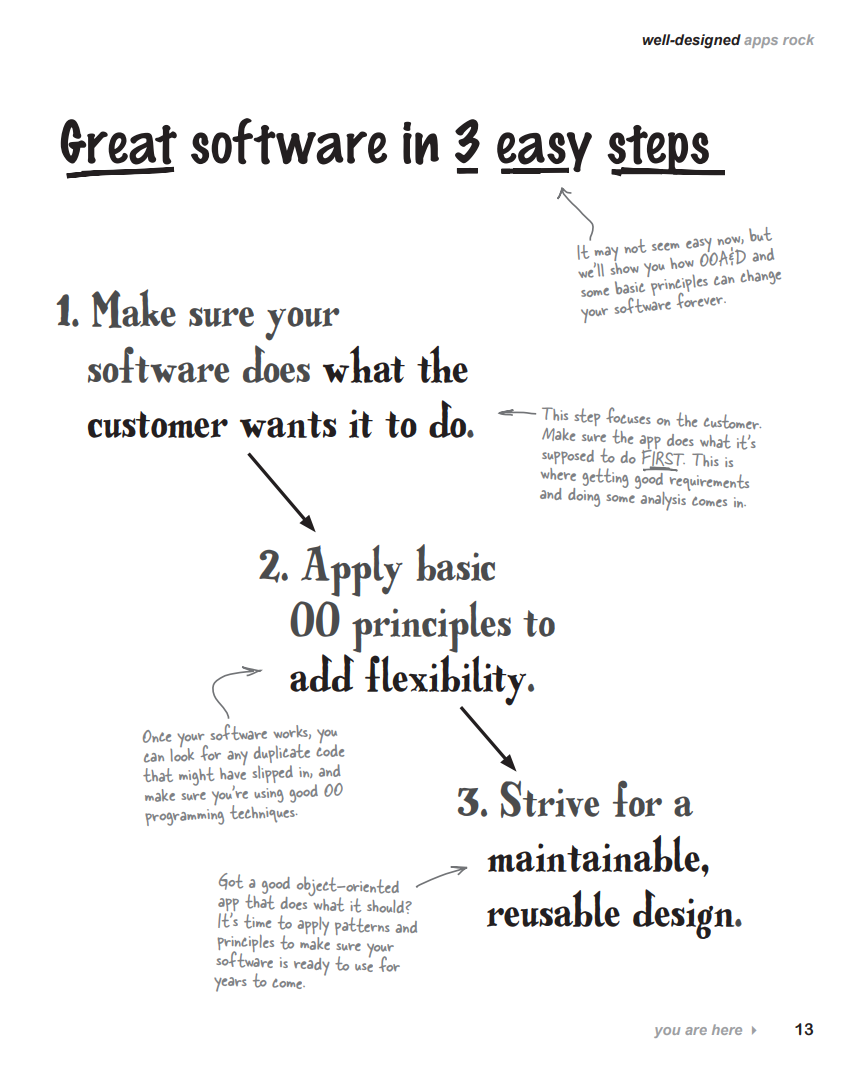 well-designed apps rock
Great software in 3 easy steps
It may not seem easy now, but
we'll show you how OOA&D and
some basic principles can change
your software forever.
1. Make sure your
software does what the
customer wants it to do.
This step focuses on the customer.
Make sure the app does what it's
supposed to do FIRST. This is
where getting good requirements
and doing some analysis comes in.
2. Apply basic
OO principles to
add flexibility.
Once your software works, you
can look for any duplicate code
that might have slipped in, and
make sure you're using good OO
programming techniques.
3. Strive for a
maintainable,
reusable design.
Got a good object-oriented
app that does what it should?
It's time to apply patterns and
principles to make sure your
software is ready to use for
years to come.
you are here 13